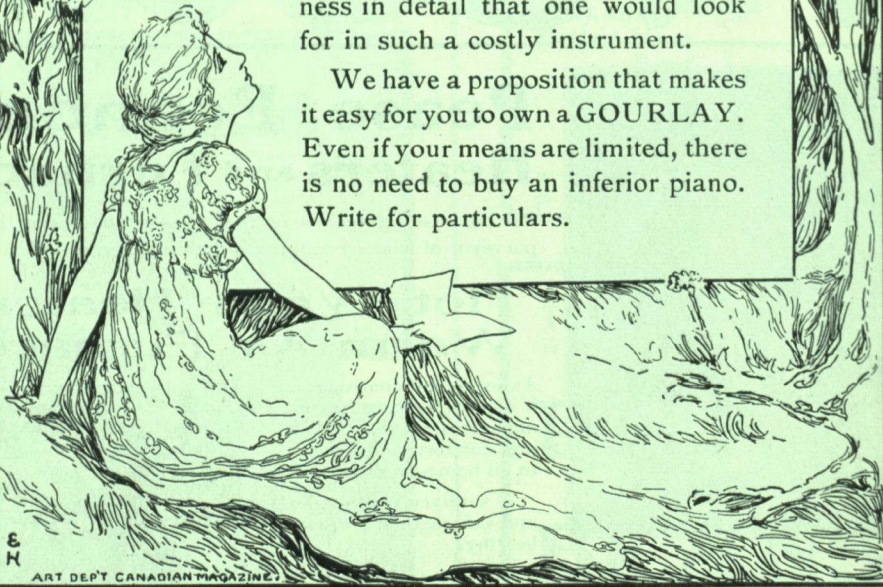 ness in detail that one would look
for in such a costly instrument.
We have a proposition that makes
it easy for you to own a GOURLAY.
Even if your means are limited, there
is no need to buy an inferior piano.
Write for particulars.
E
H
ART DEP'T CANADIAN MAGAZINE.